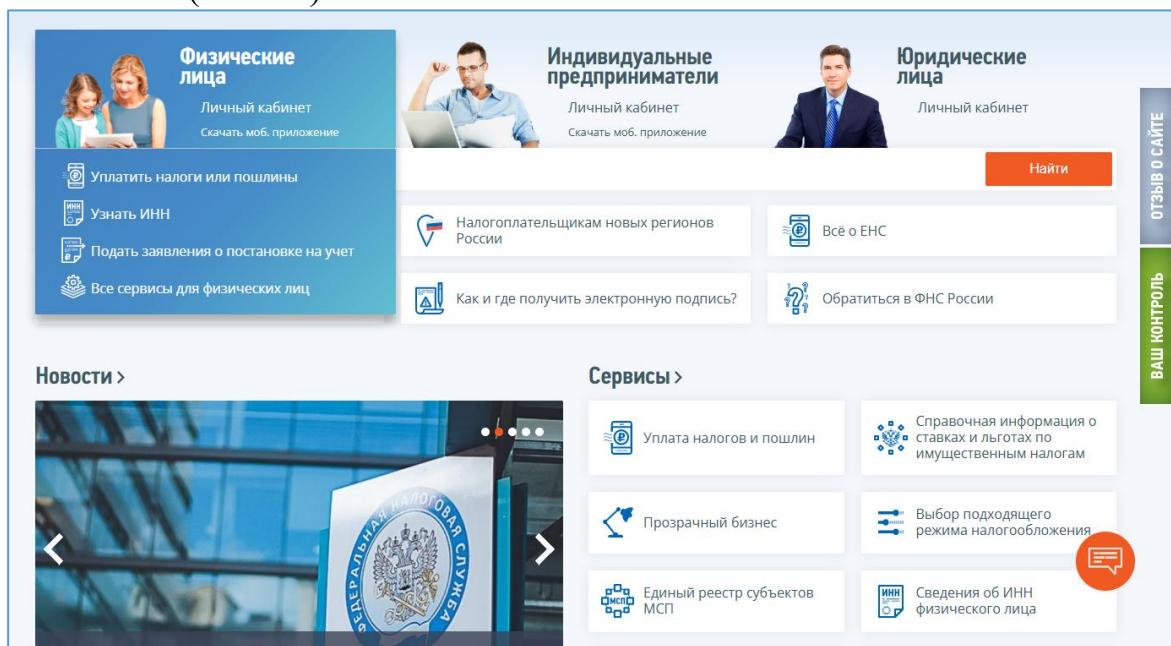 Физические
лица
Личный кабинет
Скачать моб. приложение
Индивидуальные
предприниматели
Личный кабинет
Скачать моб. приложение
Юридические
лица
Личный кабинет
Уплатить налоги или пошлины
Узнать ИНН
Подать заявления о постановке на учет
Все сервисы для физических лиц
Найти
Налогоплательщикам новых регионов
России
Всё о ЕНС
Как и где получить электронную подпись?
Обратиться в ФНС России
ОТЗЫВ О САЙТЕ
ВАШ КОНТРОЛЬ
Новости >
ФЕДЕРАЛЬНАЯ НАЛОГОВАЯ СЛУЖБА
Сервисы >
Уплата налогов и пошлин
Справочная информация о
ставках и льготах по
имущественным налогам
Прозрачный бизнес
Выбор подходящего
режима налогообложения
МСП
Единый реестр субъектов
МСП
ИНН
Сведения об ИНН
физического лица